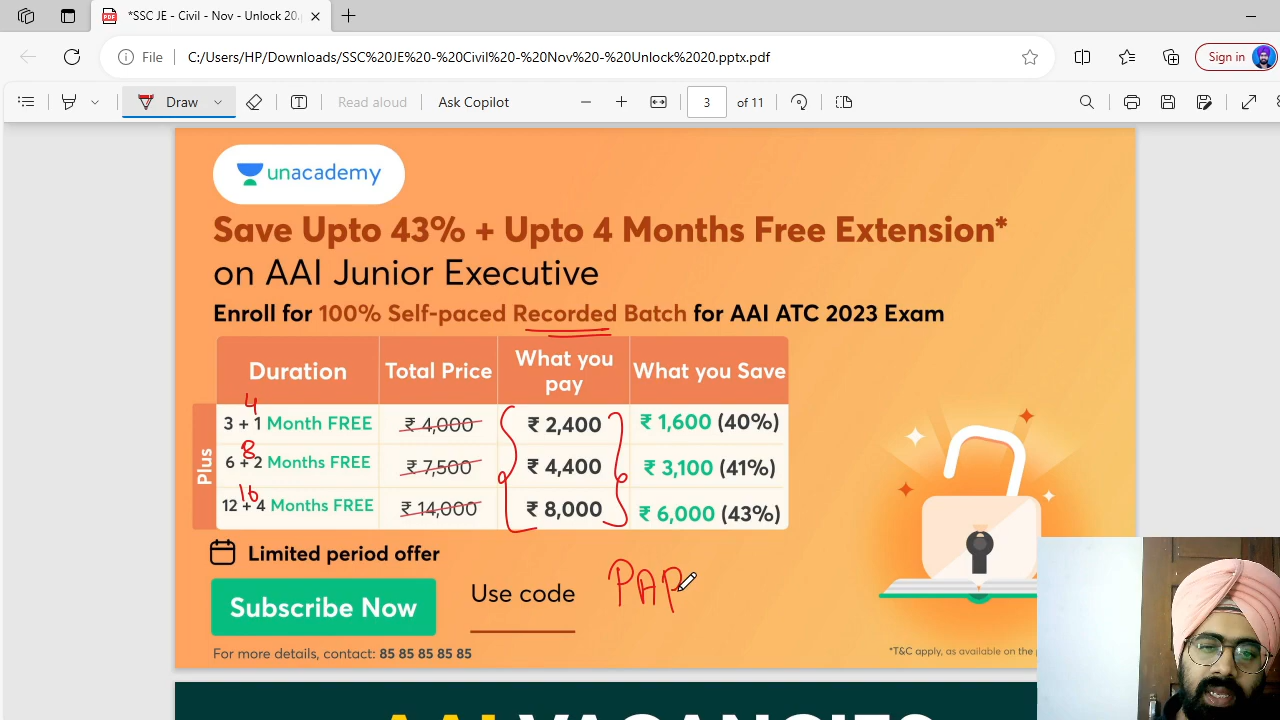 *SSC JE - Civil - Nov - Unlock 20.
Sign in
File
C:/Users/HP/Downloads/SSC%20JE%20-%20Civil%20-%20Nov%20-%20Unlock%2020.pptx.pdf
Draw
Read aloud
Ask Copilot
3
of 11
unacademy
Save Upto 43% + Upto 4 Months Free Extension*
on AAI Junior Executive
Enroll for 100% Self-paced Recorded Batch for AAI ATC 2023 Exam
Duration Total Price What you pay What you Save
Plus
4
3 + 1 Month FREE ₹ 4,000 ₹ 2,400 ₹ 1,600 (40%)
8
6 + 2 Months FREE ₹ 7,500 ₹ 4,400 ₹ 3,100 (41%)
16
12 + 4 Months FREE ₹ 14,000 ₹ 8,000 ₹ 6,000 (43%)
Limited period offer
Subscribe Now
Use code PAP
For more details, contact: 85 85 85 85 85
*T&C apply, as available on the
AAI VACANCIES